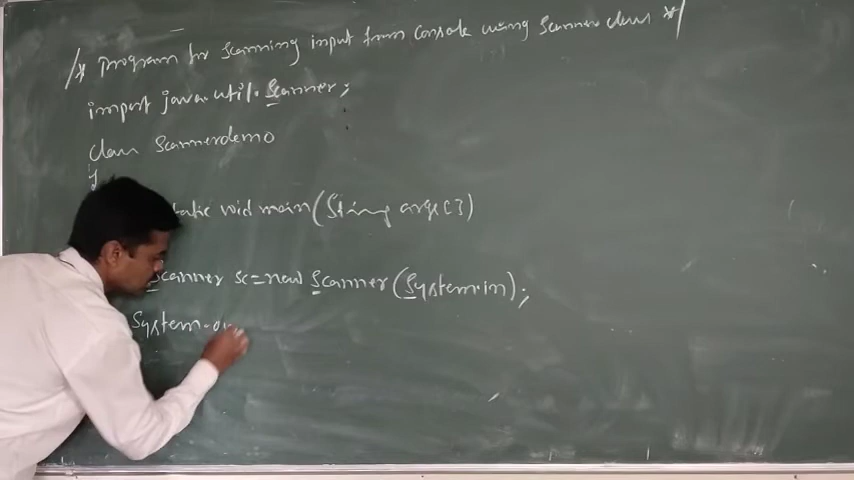 /* program for scanning input from console using Scanner class */
import java.util.Scanner;
class Scannerdemo
{
static void main(String args[])
Scanner sc=new Scanner(System.in);
System.ou